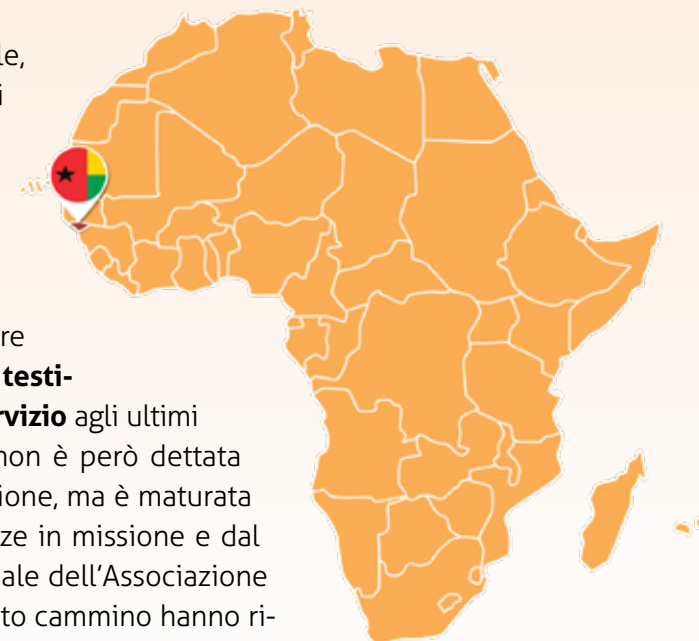 le,
i
re
testi-
rvizio agli ultimi
non è però dettata
ione, ma è maturata
ze in missione e dal
ale dell'Associazione
to cammino hanno ri-